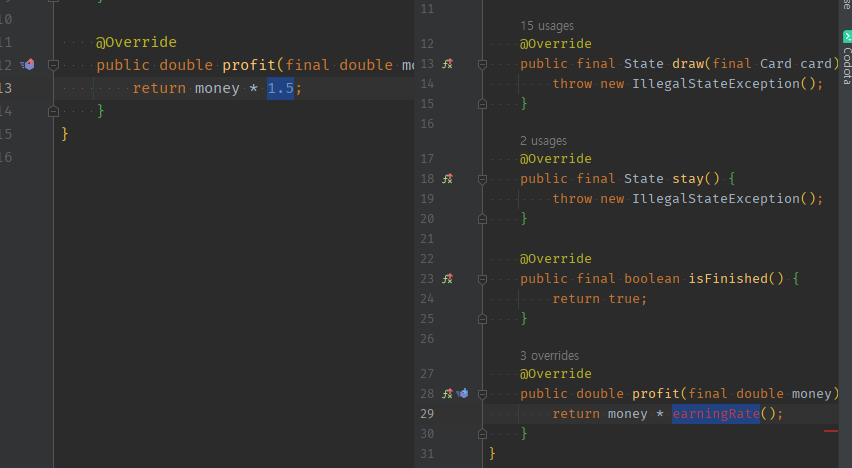 10
11 @Override
12 public double profit(final double mo
13 return money * 1.5;
14 }
15 }
16
11
15 usages
12 @Override
13 public final State draw(final Card card)
14 throw new IllegalStateException();
15 }
16
2 usages
17 @Override
18 public final State stay() {
19 throw new IllegalStateException();
20 }
21
22 @Override
23 public final boolean isFinished() {
24 return true;
25 }
26
3 overrides
27 @Override
28 public double profit(final double money)
29 return money * earningRate();
30 }
31 }
se
Codota